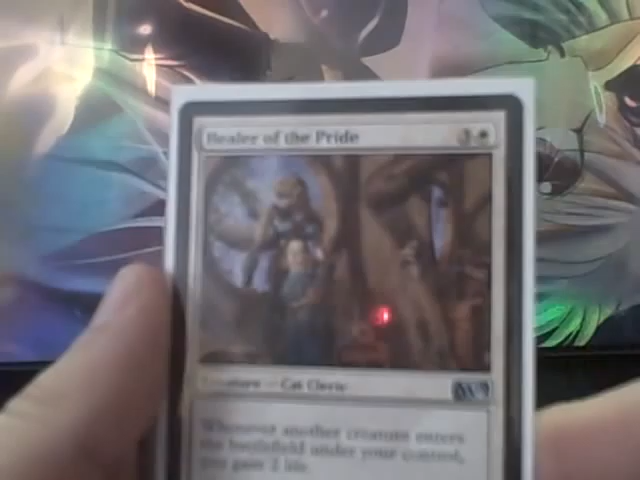 Healer of the Pride 3
Creature — Cat Cleric
Whenever another creature enters
the battlefield under your control,
you gain 2 life.